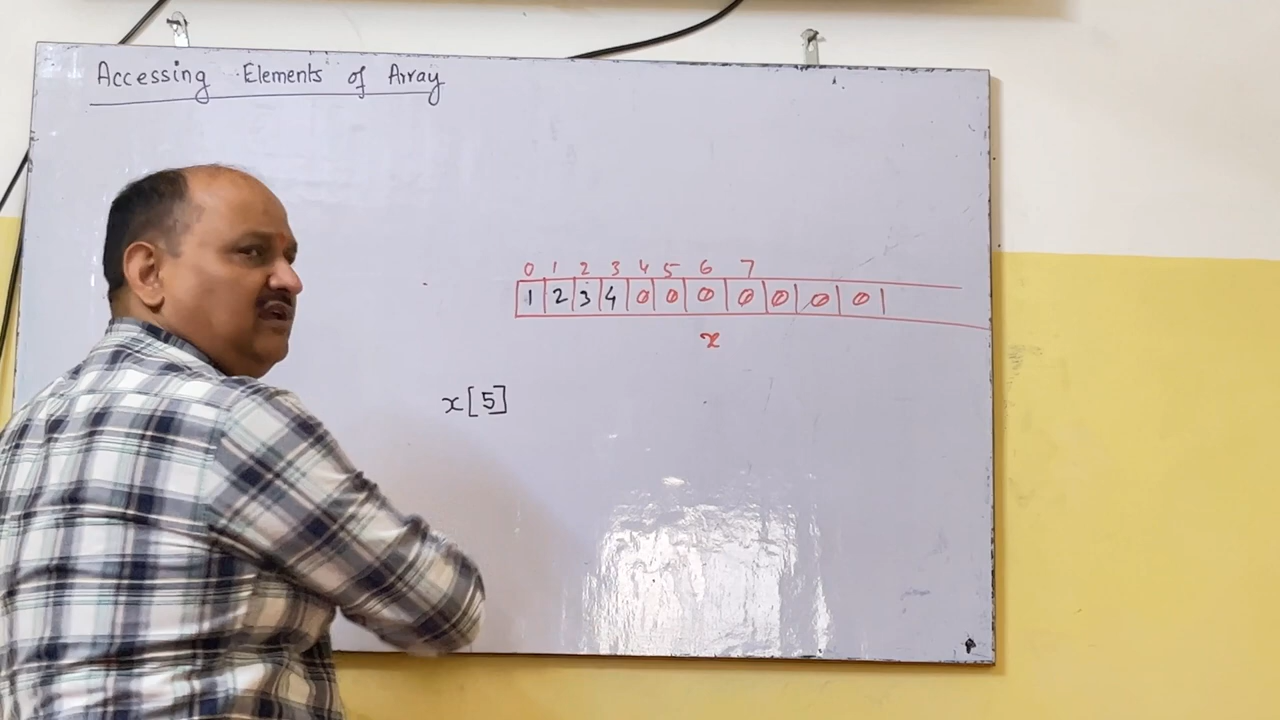 Accessing Elements of Array
0 1 2 3 4 5 6 7
1 2 3 4 0 0 0 0 0 0 0
x
x[5]